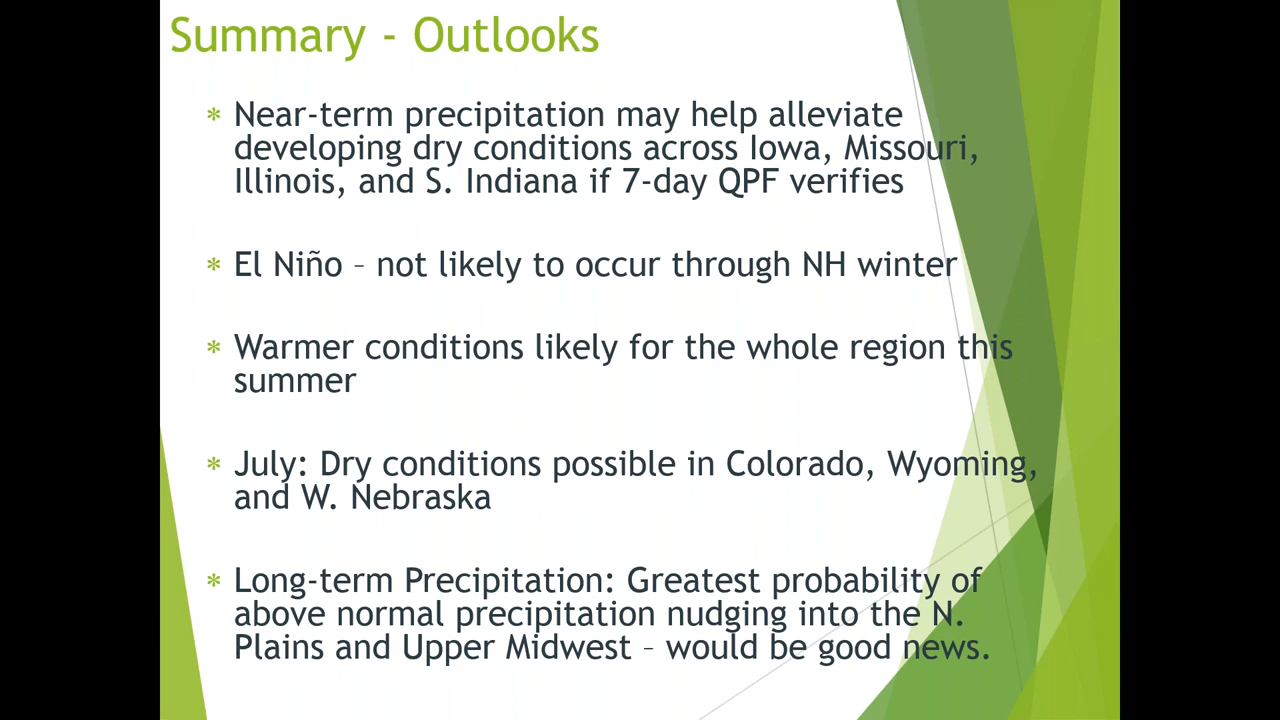 Summary - Outlooks
* Near-term precipitation may help alleviate
developing dry conditions across Iowa, Missouri,
Illinois, and S. Indiana if 7-day QPF verifies
* El Niño – not likely to occur through NH winter
* Warmer conditions likely for the whole region this
summer
* July: Dry conditions possible in Colorado, Wyoming,
and W. Nebraska
* Long-term Precipitation: Greatest probability of
above normal precipitation nudging into the N.
Plains and Upper Midwest – would be good news.